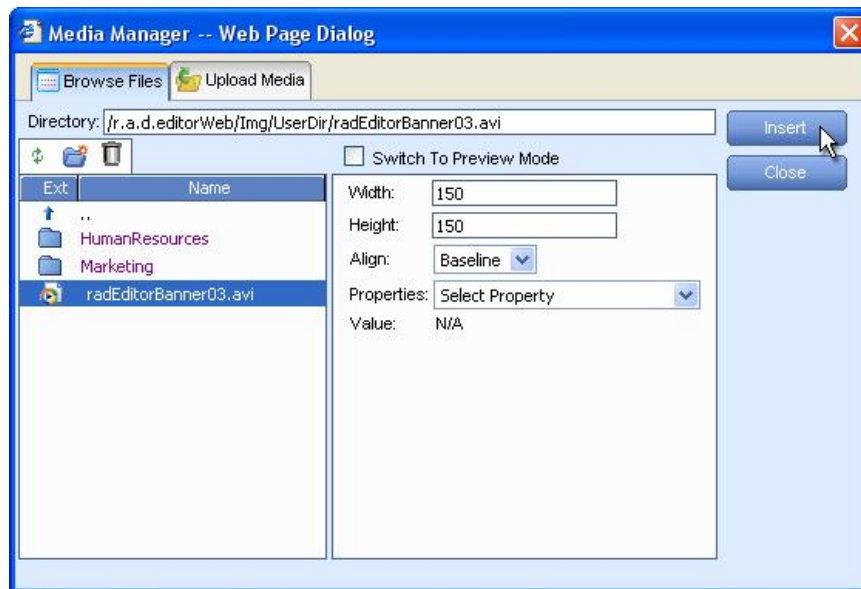 Media Manager -- Web Page Dialog
Browse Files Upload Media
Directory: /r.a.d.editorWeb/Img/UserDir/radEditorBanner03.avi
Insert
Switch To Preview Mode
Close
Ext Name
..
HumanResources
Marketing
radEditorBanner03.avi
Width: 150
Height: 150
Align: Baseline
Properties: Select Property
Value: N/A